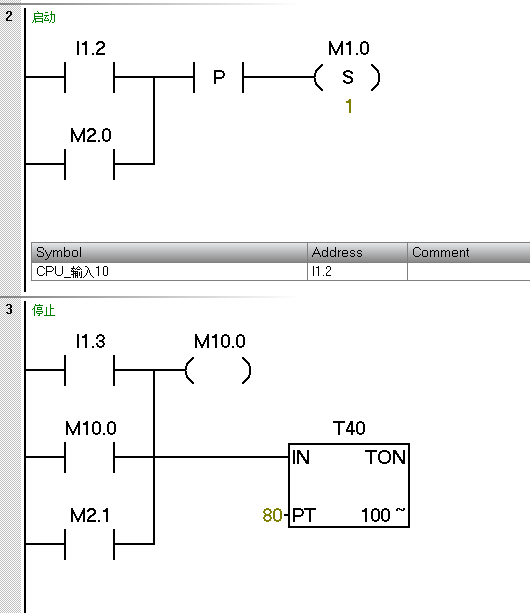 2 启动
I1.2 M1.0
P S
1
M2.0
Symbol Address Comment
CPU_输入10 I1.2
3 停止
I1.3 M10.0
M10.0 T40
IN TON
80 PT 100 ~
M2.1